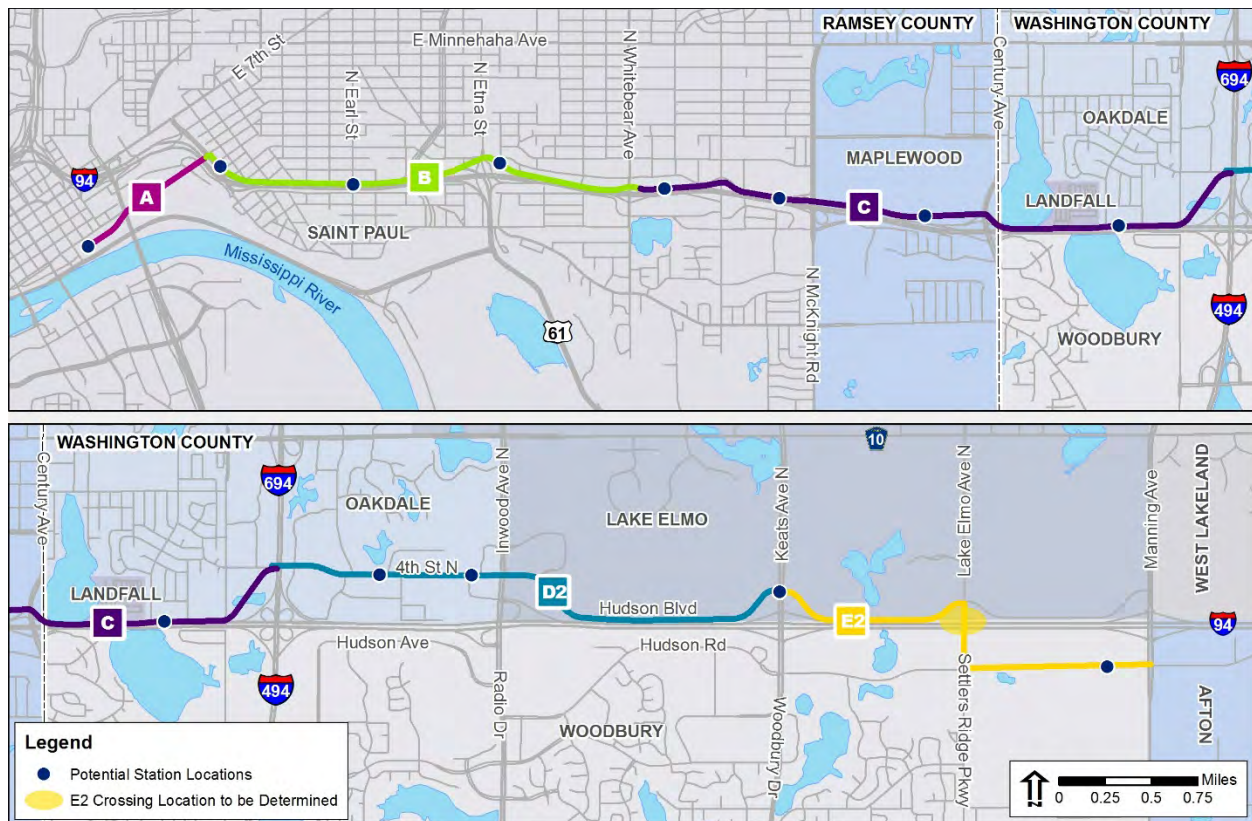 RAMSEY COUNTY
WASHINGTON COUNTY
E 7th St
E Minnehaha Ave
N Earl St
N Etna St
N Whitebear Ave
Century Ave
694
OAKDALE
94
A
B
MAPLEWOOD
C
LANDFALL
SAINT PAUL
Mississippi River
61
N McKnight Rd
494
WOODBURY
WASHINGTON COUNTY
Century Ave
694
OAKDALE
Inwood Ave N
LAKE ELMO
Keats Ave N
10
Lake Elmo Ave N
Manning Ave
WEST LAKELAND
LANDFALL
C
4th St N
D2
Hudson Blvd
E2
94
Hudson Ave
Hudson Rd
494
Radio Dr
WOODBURY
Woodbury Dr
Settlers Ridge Pkwy
AFTON
Legend
Potential Station Locations
E2 Crossing Location to be Determined
N
Miles
0 0.25 0.5 0.75